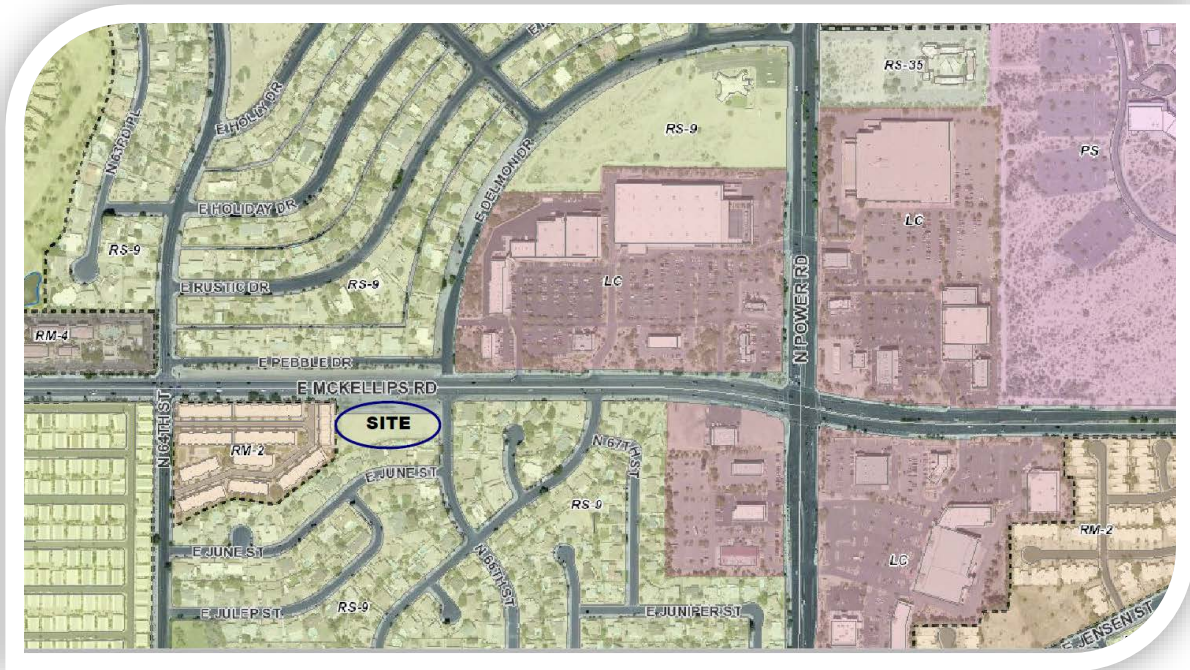 RS-35
E HOLLY DR
RS-9
N 63RD PL
PS
E DELMON DR
E HOLIDAY DR
LC
RS-9
E RUSTIC DR
RS-9
LC
N POWER RD
RM-4
E PEBBLE DR
E MCKELLIPS RD
SITE
N 64TH ST
RM-2
N 67TH ST
E JUNE ST
RS-9
RM-2
E JUNE ST
N 66TH ST
LC
RS-9
E JULEP ST
E JUNIPER ST
E JENSEN ST